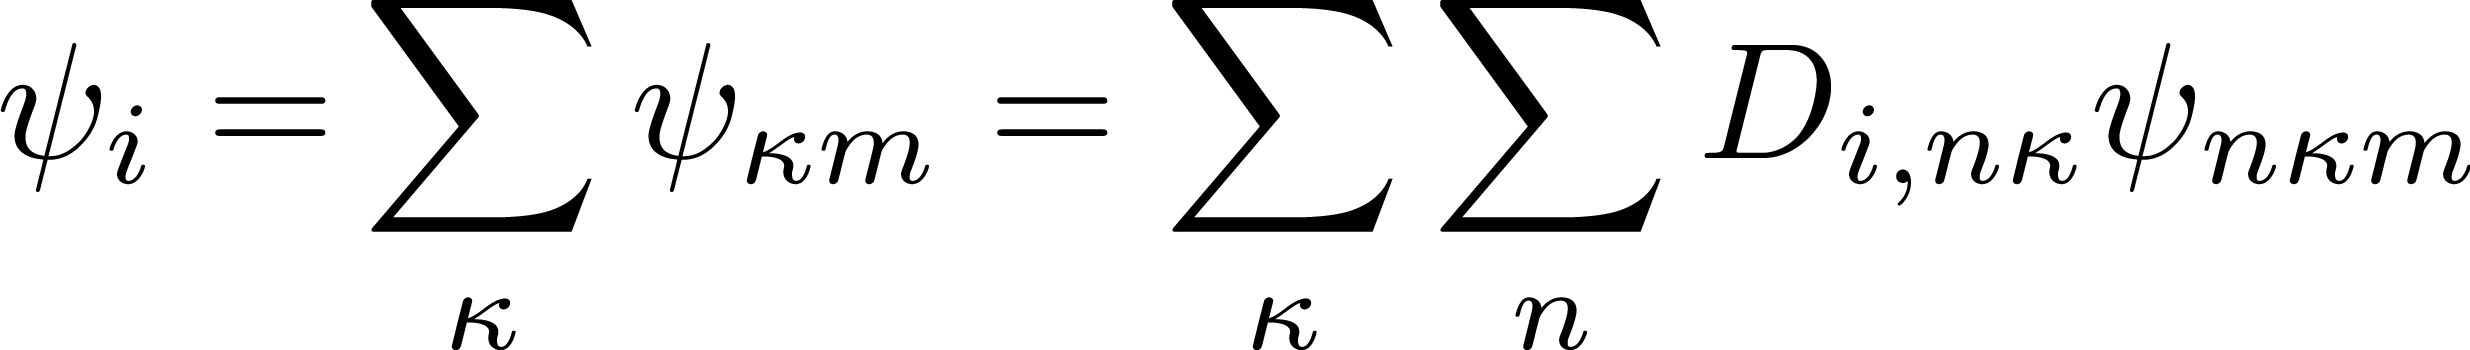 ψ_i = ∑_κ ψ_{κm} = ∑_κ ∑_n D_{i,nκ} ψ_{nκm}